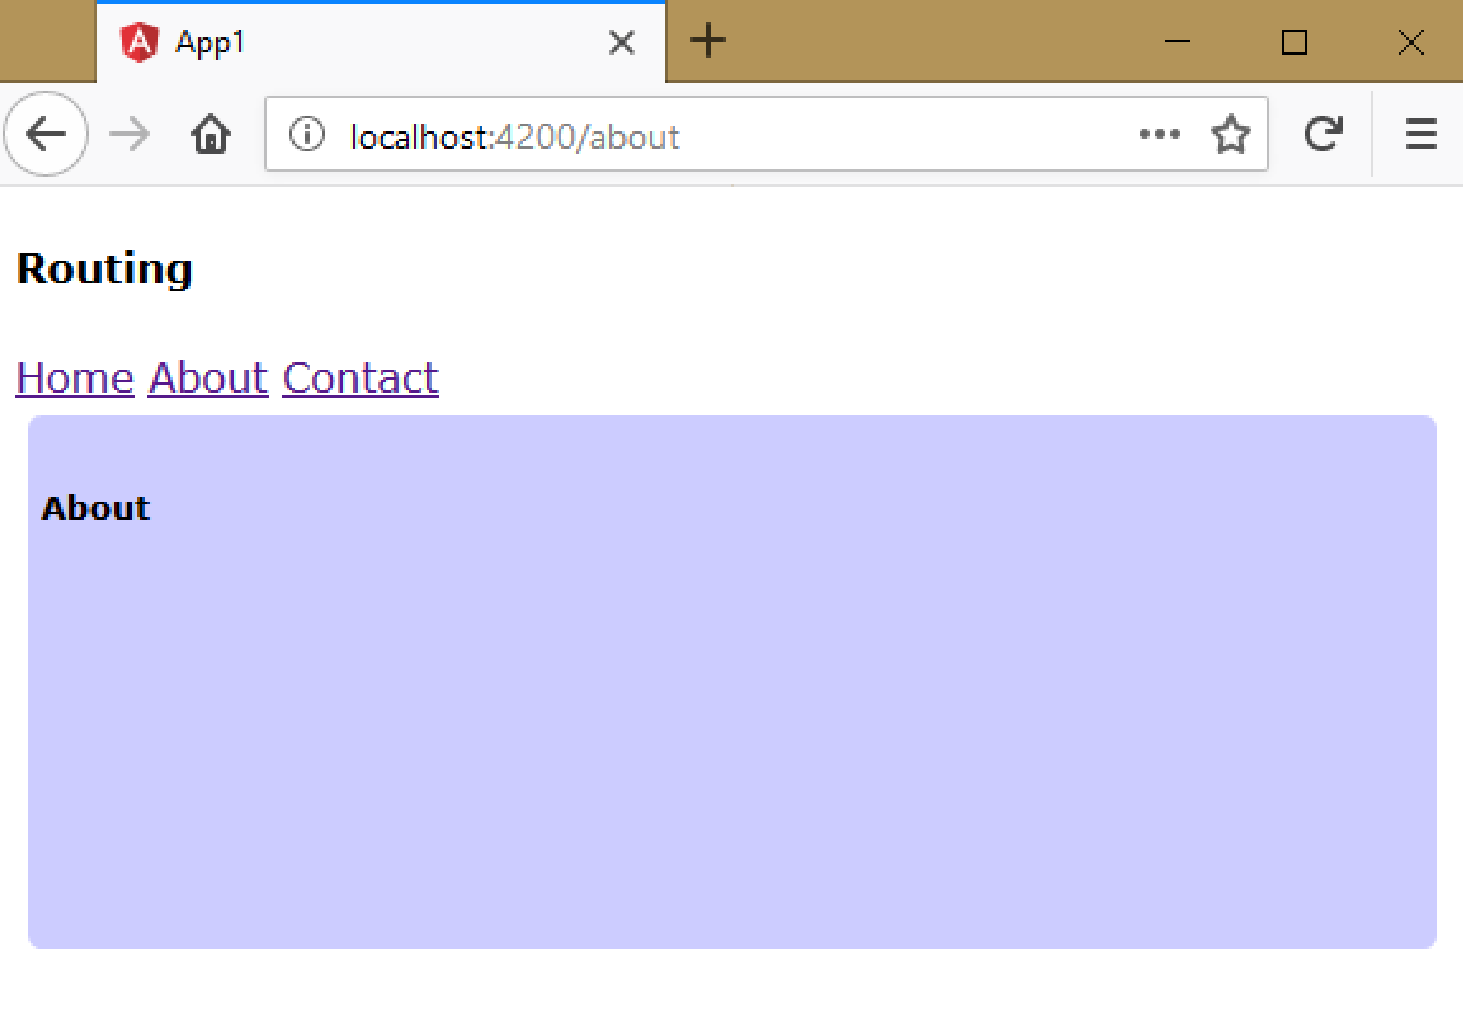 App1
localhost:4200/about
Routing
Home About Contact
About